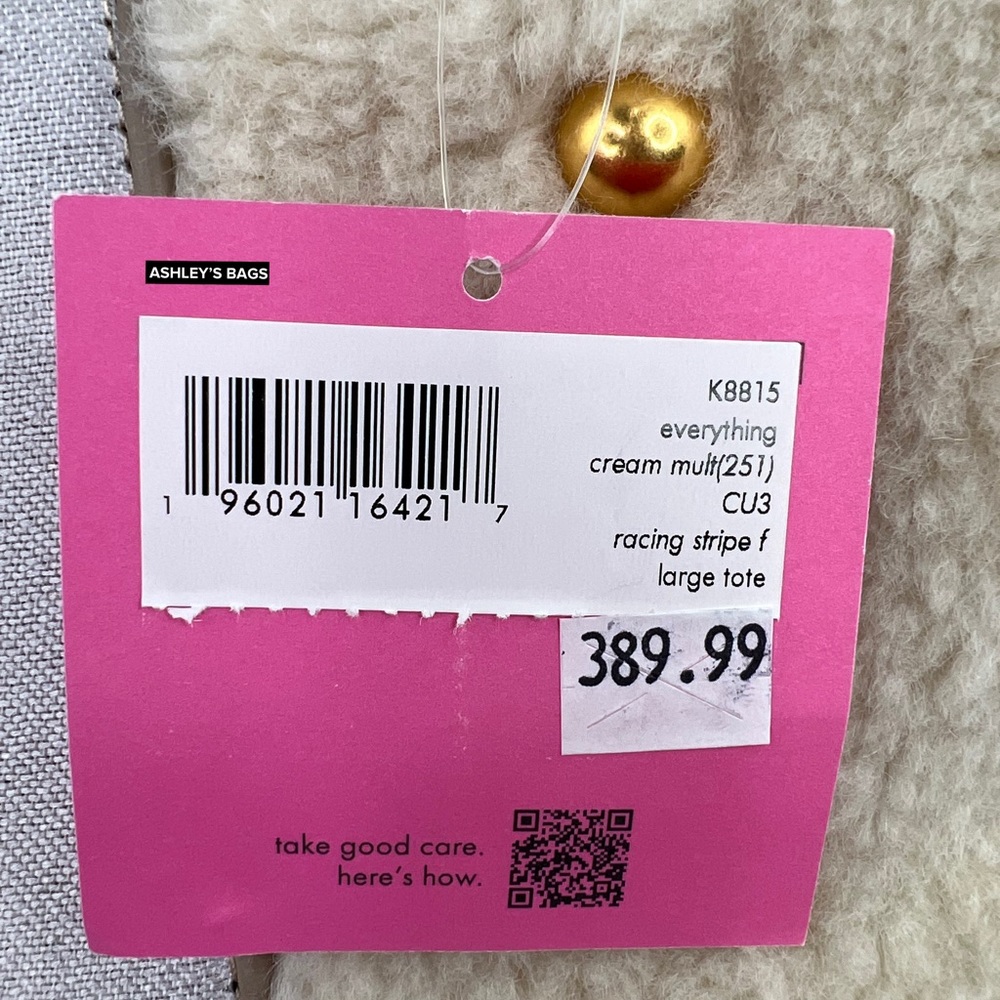 ASHLEY'S BAGS
K8815
everything
cream mult(251)
CU3
racing stripe f
large tote
1 96021 16421 7
389.99
take good care.
here's how.